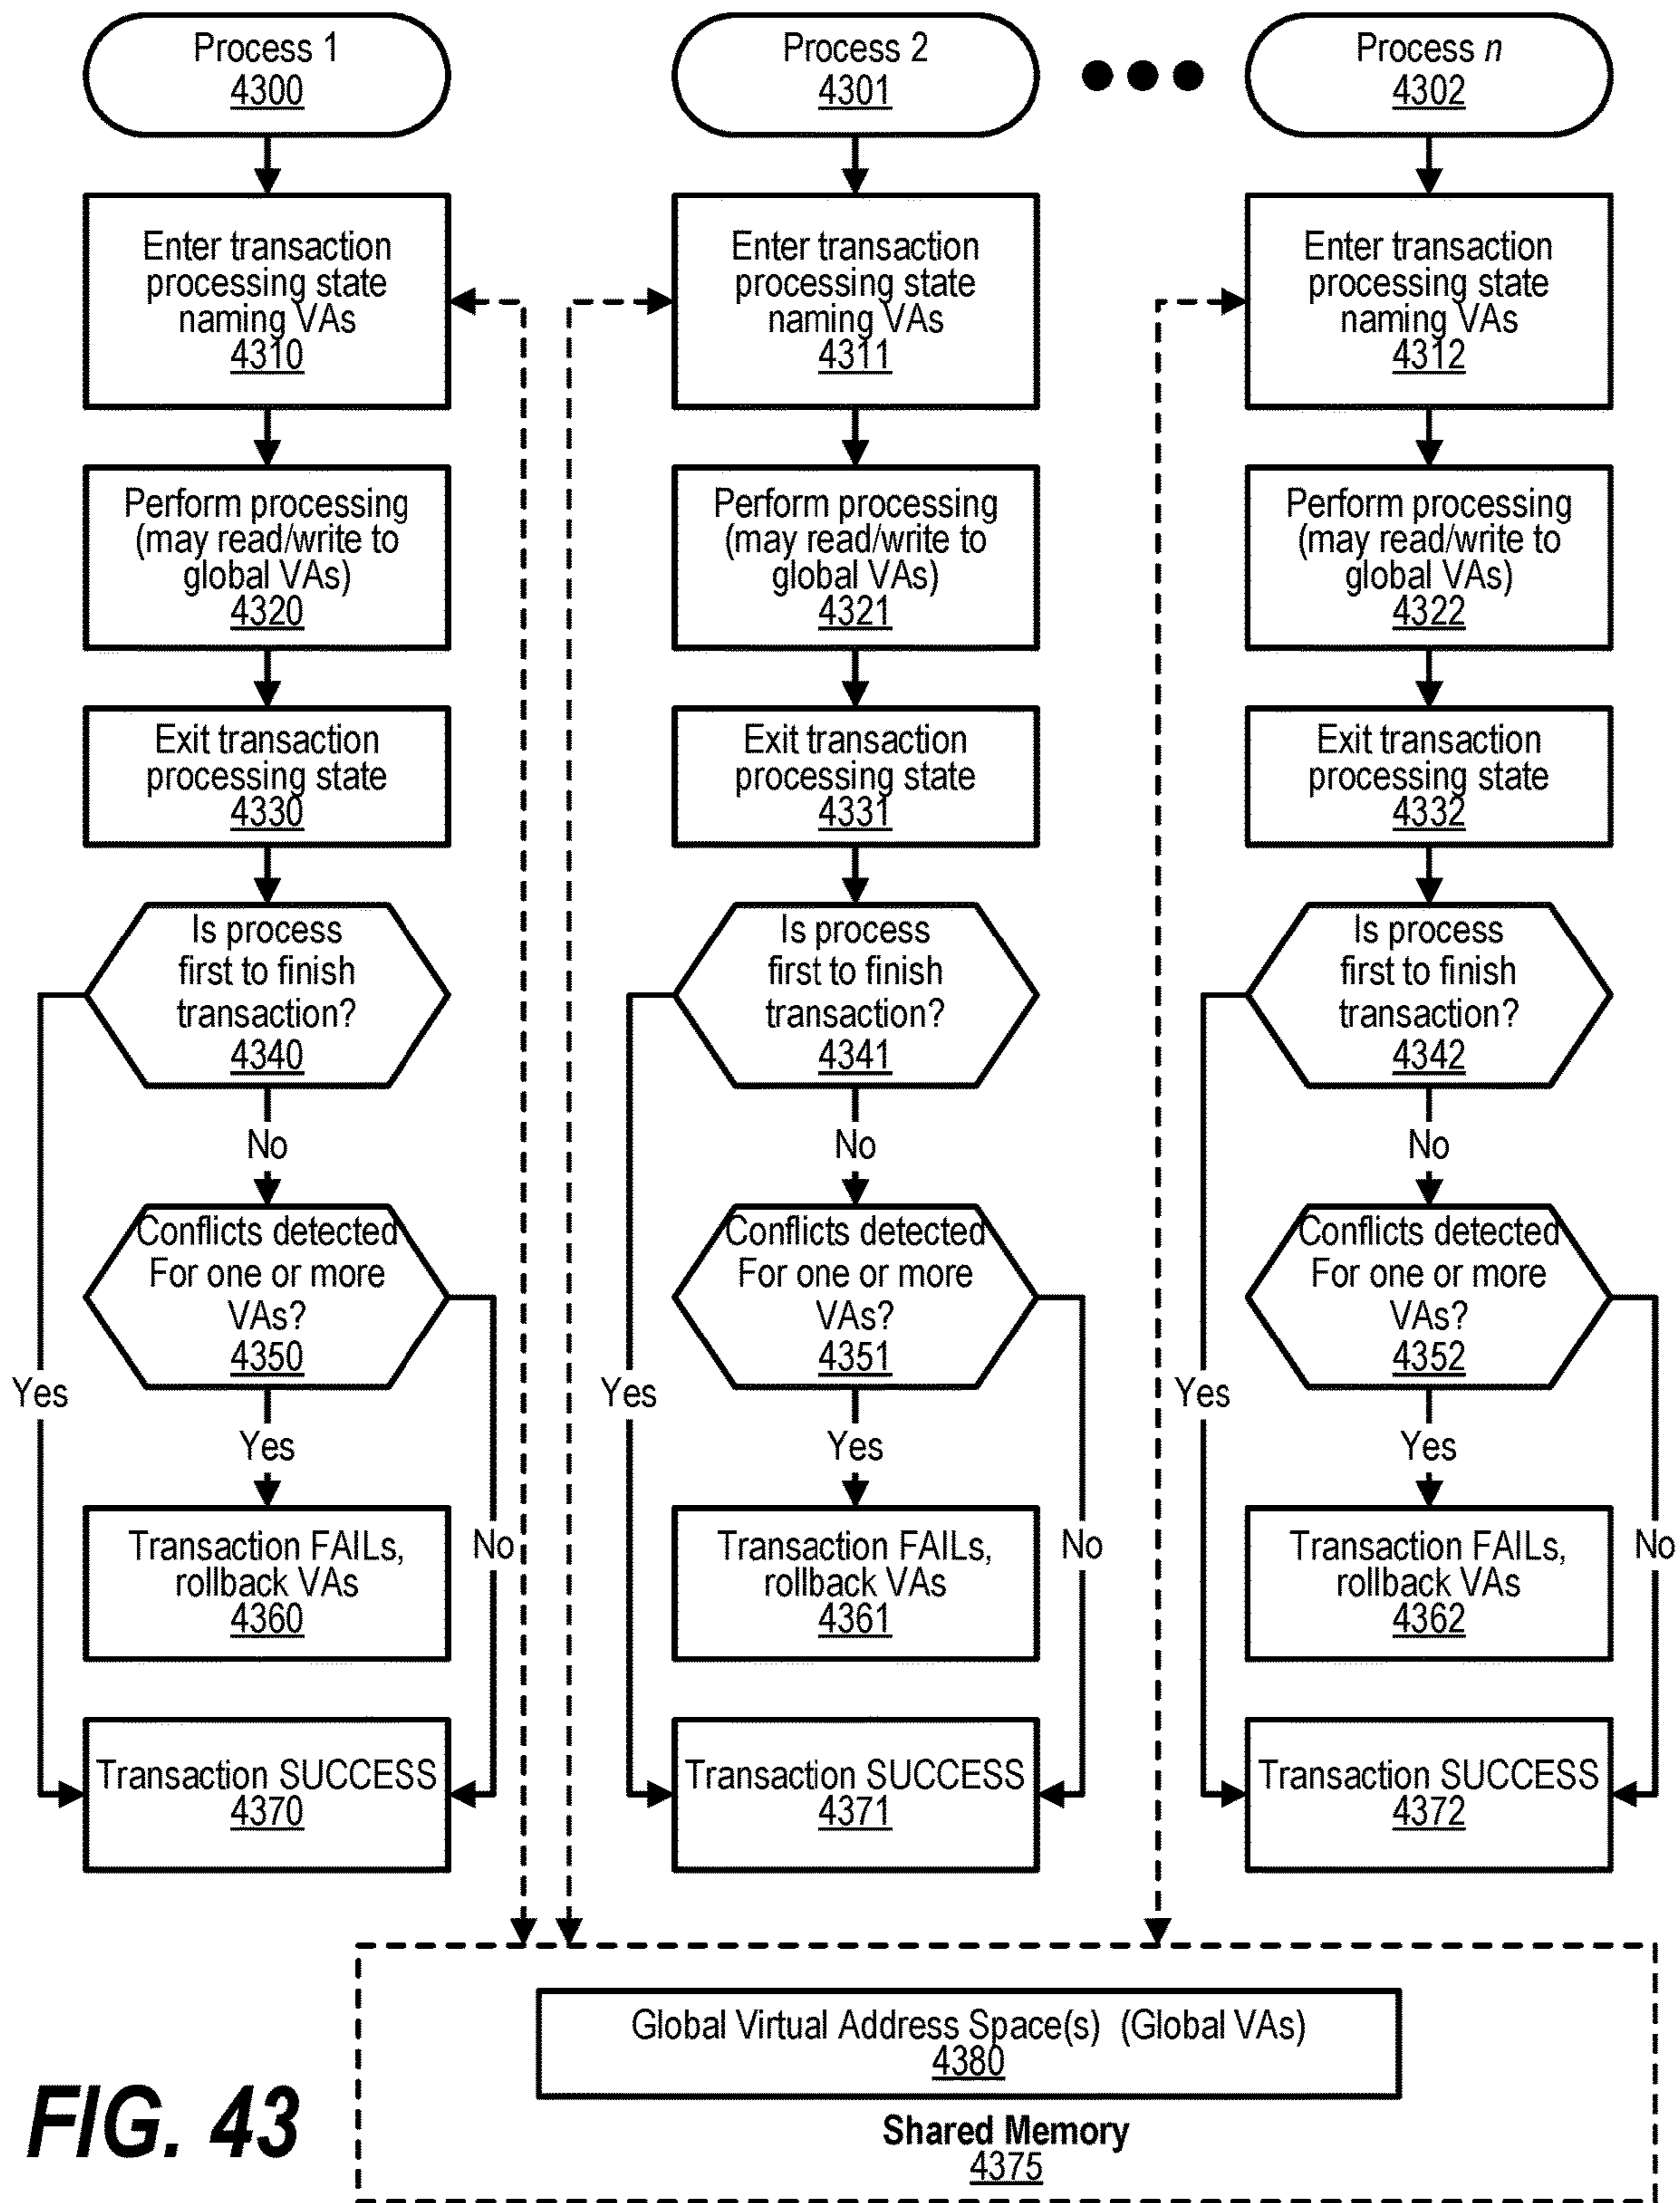 Process 1
4300
Process 2
4301
Process n
4302
Enter transaction
processing state
naming VAs
4310
Enter transaction
processing state
naming VAs
4311
Enter transaction
processing state
naming VAs
4312
Perform processing
(may read/write to
global VAs)
4320
Perform processing
(may read/write to
global VAs)
4321
Perform processing
(may read/write to
global VAs)
4322
Exit transaction
processing state
4330
Exit transaction
processing state
4331
Exit transaction
processing state
4332
Is process
first to finish
transaction?
4340
Is process
first to finish
transaction?
4341
Is process
first to finish
transaction?
4342
No
No
No
Conflicts detected
For one or more
VAs?
4350
Conflicts detected
For one or more
VAs?
4351
Conflicts detected
For one or more
VAs?
4352
Yes
Yes
Yes
Yes
Yes
Yes
Transaction FAILs,
rollback VAs
4360
No
Transaction FAILs,
rollback VAs
4361
No
Transaction FAILs,
rollback VAs
4362
No
Transaction SUCCESS
4370
Transaction SUCCESS
4371
Transaction SUCCESS
4372
Global Virtual Address Space(s) (Global VAs)
4380
Shared Memory
4375
FIG. 43